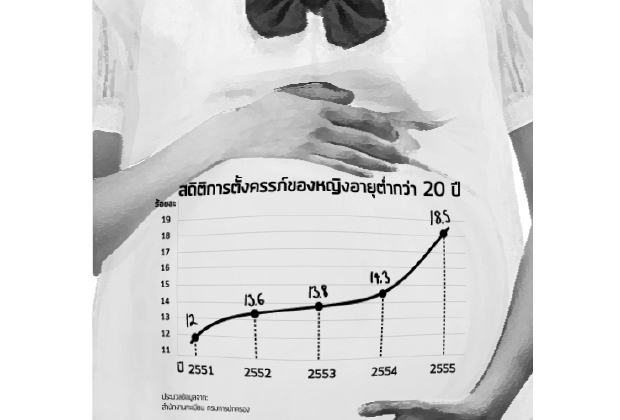 สถิติการตั้งครรภ์ของหญิงอายุต่ำกว่า 20 ปี
ร้อยละ
19
18
17
16
15
14
13
12
11
12
13.6
13.8
14.3
18.5
ปี 2551 2552 2553 2554 2555
ประมวลข้อมูลจาก:
สำนักงานทะเบียน กรมการปกครอง